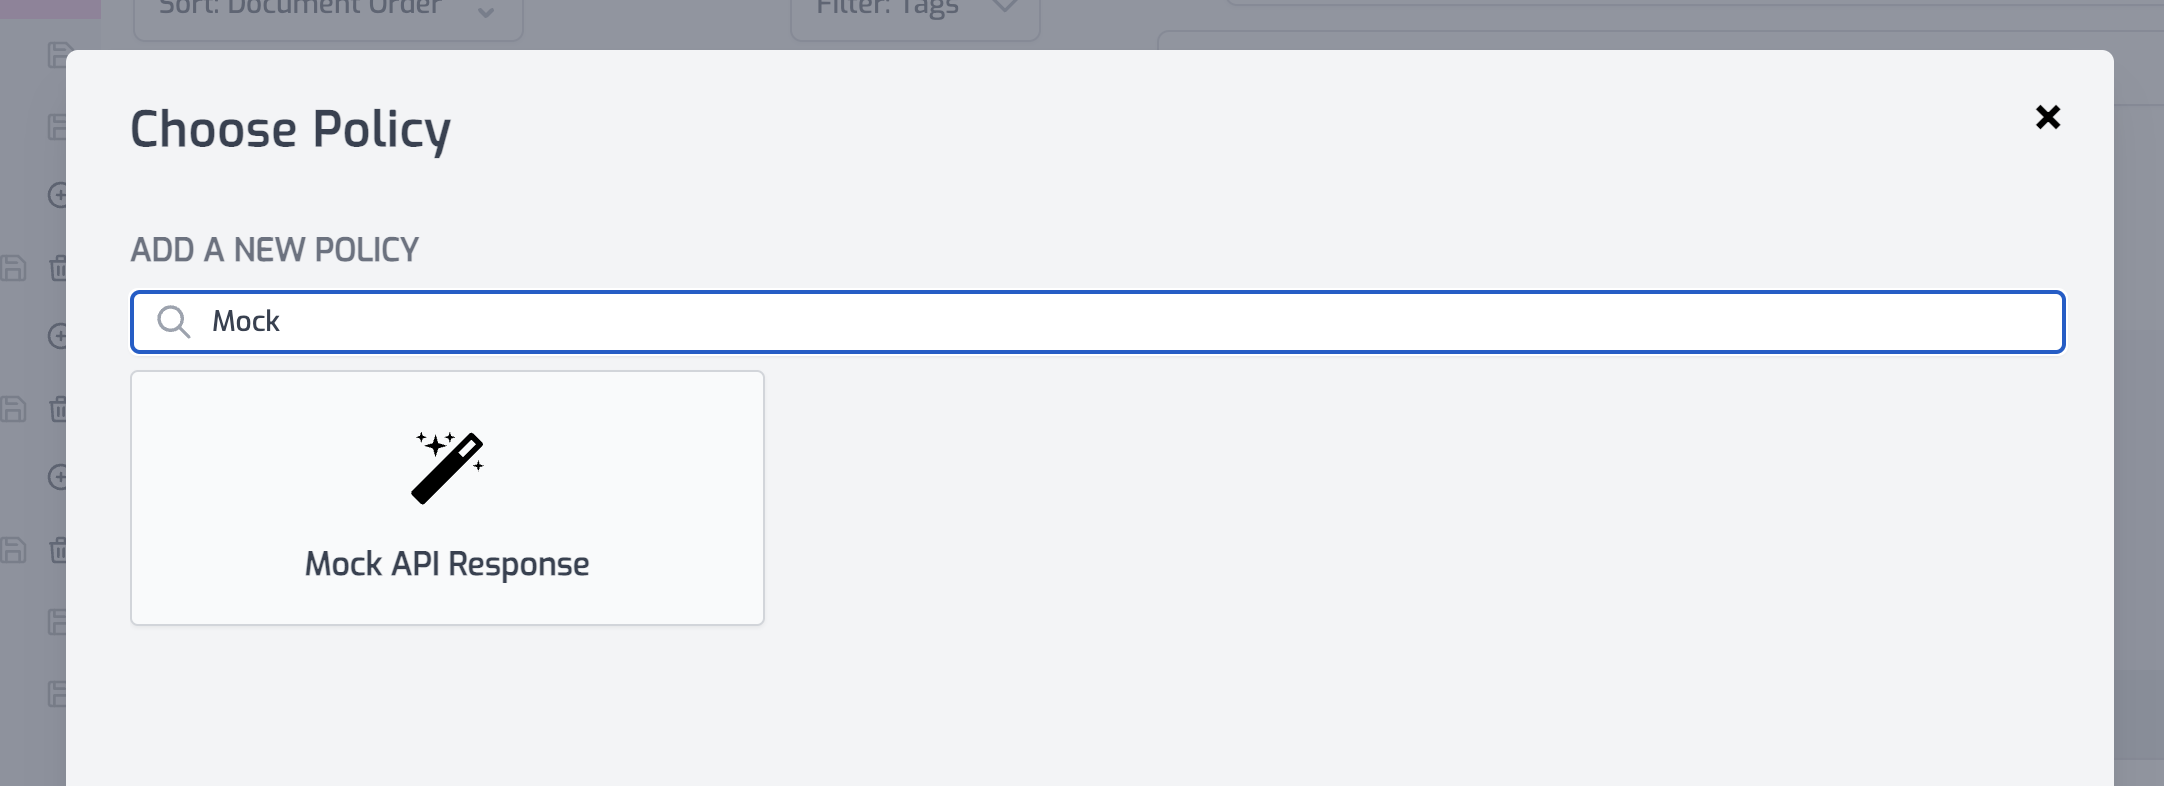 Sort: Document Order
Filter: Tags
Choose Policy
ADD A NEW POLICY
Mock
Mock API Response